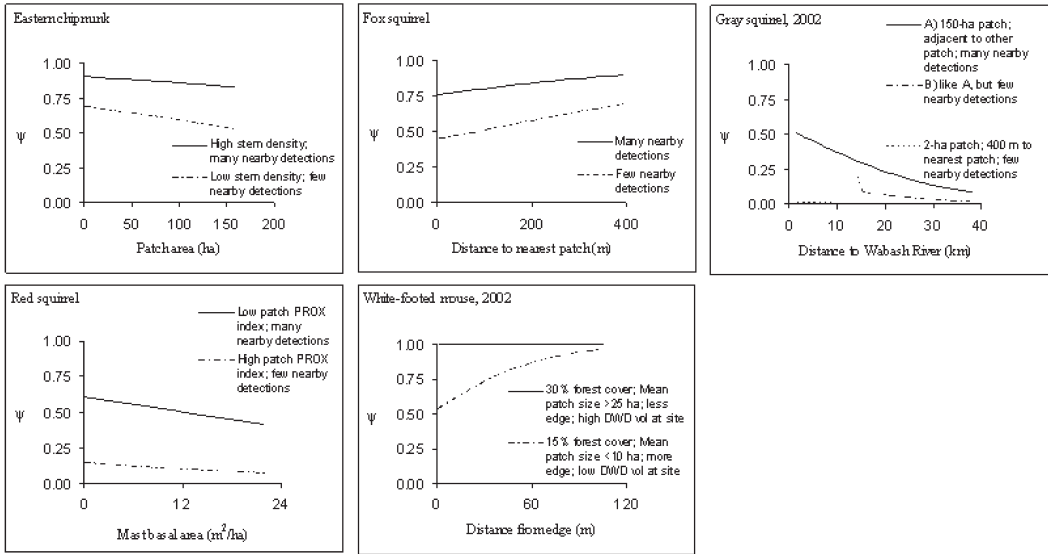 Eastern chipmunk
1.00
0.75
ψ
0.50
0.25
0.00
High stem density;
many nearby detections
Low stem density; few
nearby detections
0 50 100 150 200
Patch area (ha)
Fox squirrel
1.00
0.75
ψ
0.50
0.25
0.00
Many nearby
detections
Few nearby
detections
0 200 400
Distance to nearest patch (m)
Gray squirrel, 2002
A) 150-ha patch;
adjacent to other
patch; many nearby
detections
B) like A, but few
nearby detections
2-ha patch; 400 m to
nearest patch; few
nearby detections
1.00
0.75
ψ
0.50
0.25
0.00
0 10 20 30 40
Distance to Wabash River (km)
Red squirrel
Low patch PROX
index; many
nearby detections
High patch PROX
index; few nearby
detections
1.00
0.75
ψ
0.50
0.25
0.00
0 12 24
Mast basal area (m²/ha)
White-footed mouse, 2002
1.00
0.75
ψ
0.50
0.25
0.00
30% forest cover; Mean
patch size >25 ha; less
edge; high DWD vol at site
15% forest cover; Mean
patch size <10 ha; more
edge; low DWD vol at site
0 60 120
Distance from edge (m)